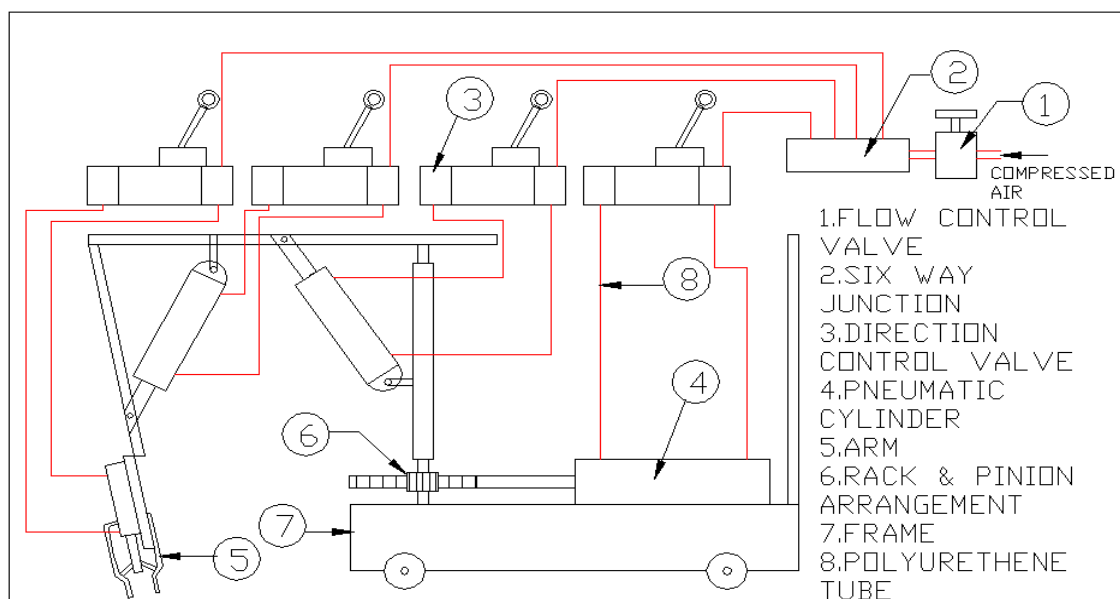 3
2
1
COMPRESSED
AIR
8
4
6
7
5
1.FLOW CONTROL
VALVE
2.SIX WAY
JUNCTION
3.DIRECTION
CONTROL VALVE
4.PNEUMATIC
CYLINDER
5.ARM
6.RACK & PINION
ARRANGEMENT
7.FRAME
8.POLYURETHENE
TUBE